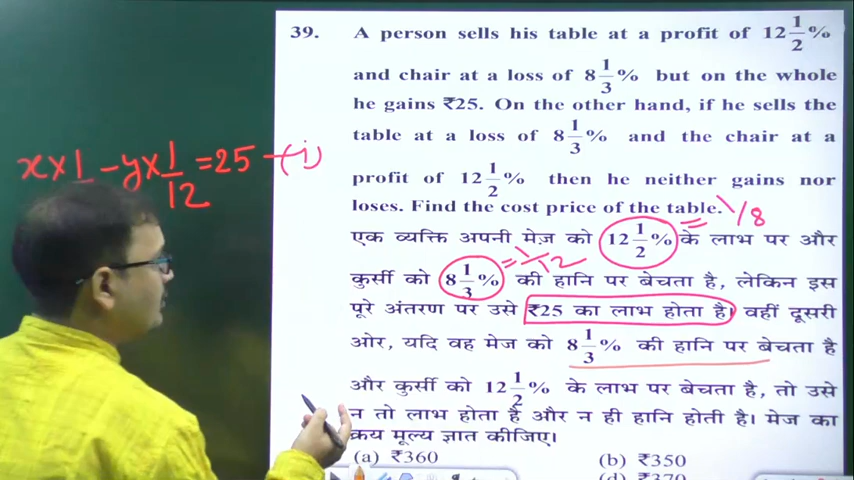 39. A person sells his table at a profit of 12 1/2 %
and chair at a loss of 8 1/3 % but on the whole
he gains ₹25. On the other hand, if he sells the
table at a loss of 8 1/3 % and the chair at a
profit of 12 1/2 % then he neither gains nor
loses. Find the cost price of the table.
एक व्यक्ति अपनी मेज़ को 12 1/2 % के लाभ पर और
कुर्सी को 8 1/3 % की हानि पर बेचता है, लेकिन इस
पूरे अंतरण पर उसे ₹25 का लाभ होता है। वहीं दूसरी
ओर, यदि वह मेज को 8 1/3 % की हानि पर बेचता है
और कुर्सी को 12 1/2 % के लाभ पर बेचता है, तो उसे
न तो लाभ होता है और न ही हानि होती है। मेज का
क्रय मूल्य ज्ञात कीजिए।
(a) ₹360
(b) ₹350
(d) ₹370
x×1 - y×1/12 = 25 -(i)
= 1/8
= 1/12